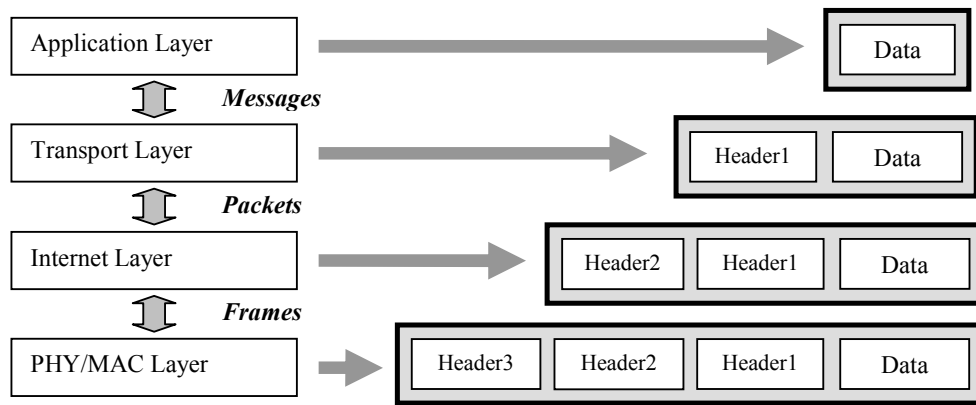 Application Layer
Data
Messages
Transport Layer
Header1 Data
Packets
Internet Layer
Header2 Header1 Data
Frames
PHY/MAC Layer
Header3 Header2 Header1 Data